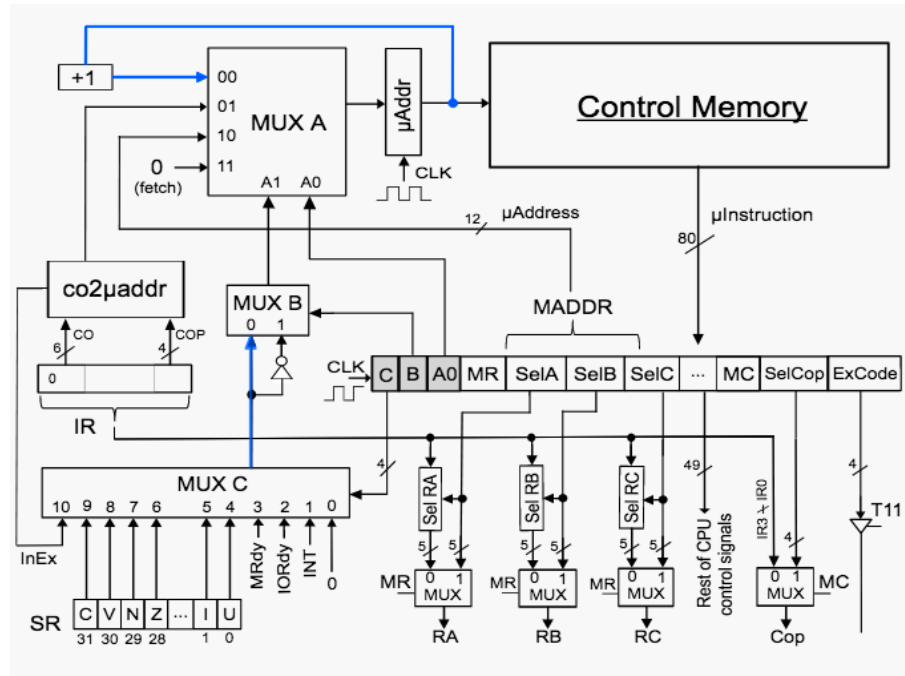 +1
00
01
10
11
MUX A
A1 A0
0
(fetch)
µAddr
CLK
Control Memory
12
µAddress
80
µInstruction
co2µaddr
CO
6
COP
4
0
IR
MUX B
0 1
MADDR
CLK
C B A0 MR SelA SelB SelC ... MC SelCop ExCode
4
MUX C
10 9 8 7 6 5 4 3 2 1 0
InEx
MRdy
IORdy
INT
0
SR
C V N Z ... I U
31 30 29 28 1 0
Sel RA
5 5
MR
0 1
MUX
RA
Sel RB
5 5
MR
0 1
MUX
RB
Sel RC
5 5
MR
0 1
MUX
RC
49
Rest of CPU
control signals
4
0 1
MUX
MC
Cop
4
T11